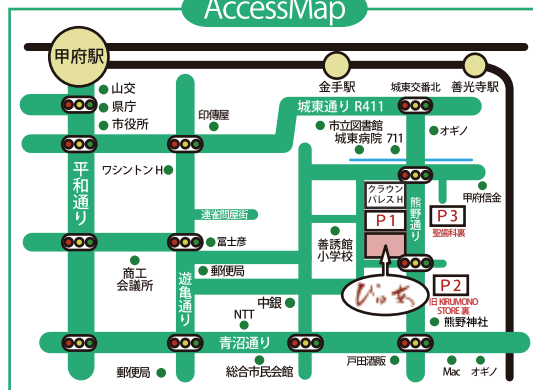 AccessMap
甲府駅
金手駅
城東交番北
善光寺駅
山交
県庁
市役所
印傳屋
城東通り R411
市立図書館
城東病院 711
オギノ
ワシントンH
平和通り
クラウン
パレスH
熊野通り
甲府信金
P1
P3
聖歯科裏
連雀問屋街
富士彦
善誘館
小学校
商工
会議所
遊亀通り
郵便局
ぴゅあ
P2
旧 KIRUMONO
STORE 裏
中銀
NTT
熊野神社
青沼通り
郵便局
総合市民会館
戸田酒飯
Mac
オギノ